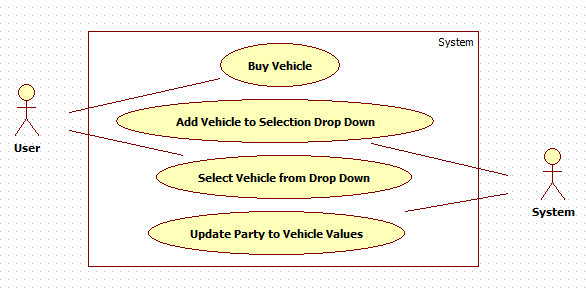 System
Buy Vehicle
Add Vehicle to Selection Drop Down
User
Select Vehicle from Drop Down
System
Update Party to Vehicle Values